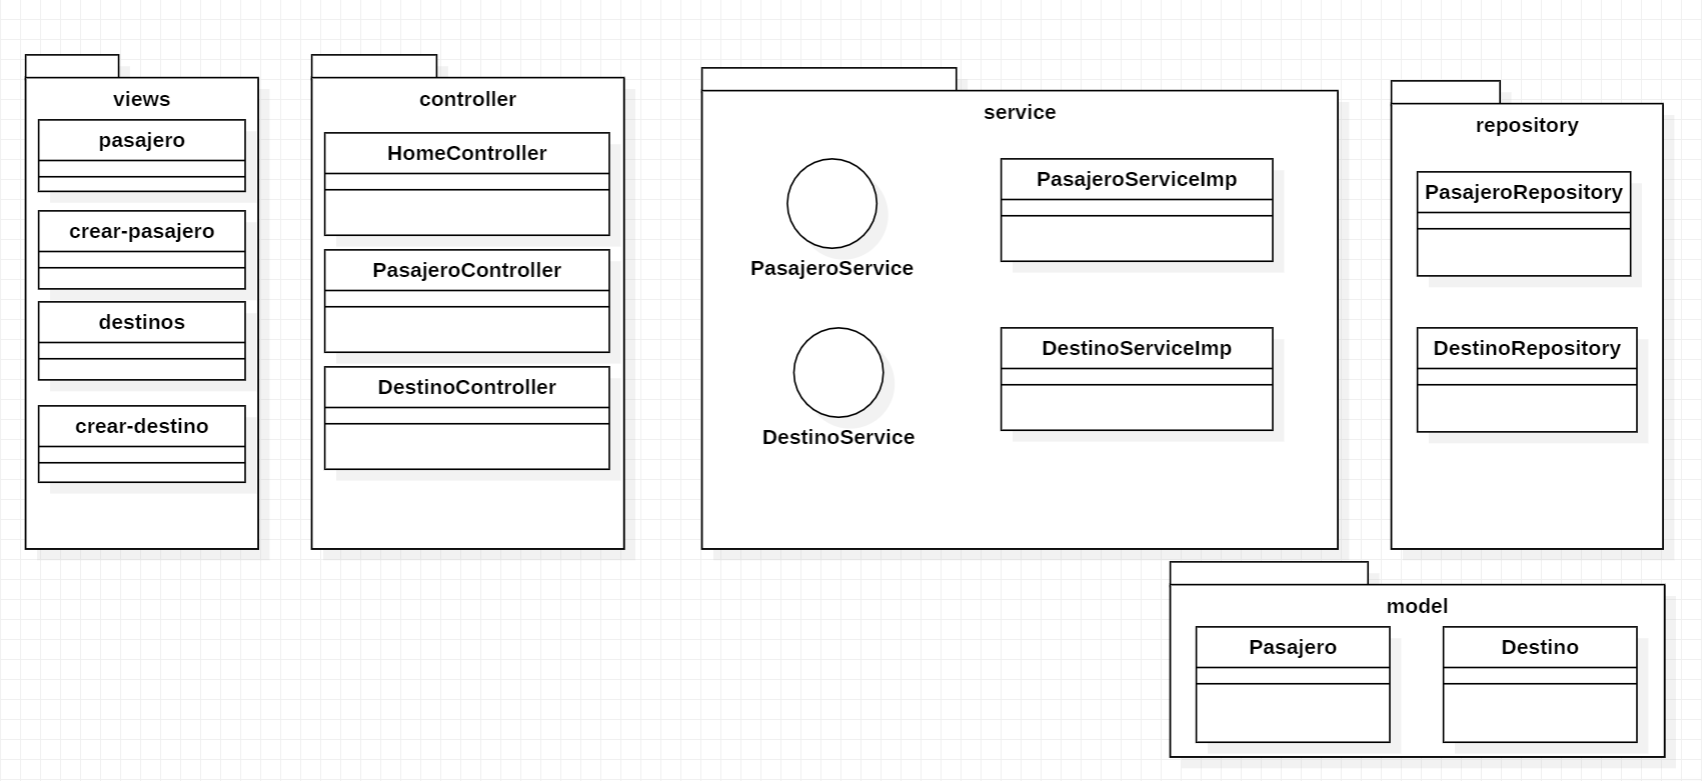 views
pasajero
crear-pasajero
destinos
crear-destino
controller
HomeController
PasajeroController
DestinoController
service
PasajeroService
PasajeroServiceImp
DestinoService
DestinoServiceImp
repository
PasajeroRepository
DestinoRepository
model
Pasajero
Destino